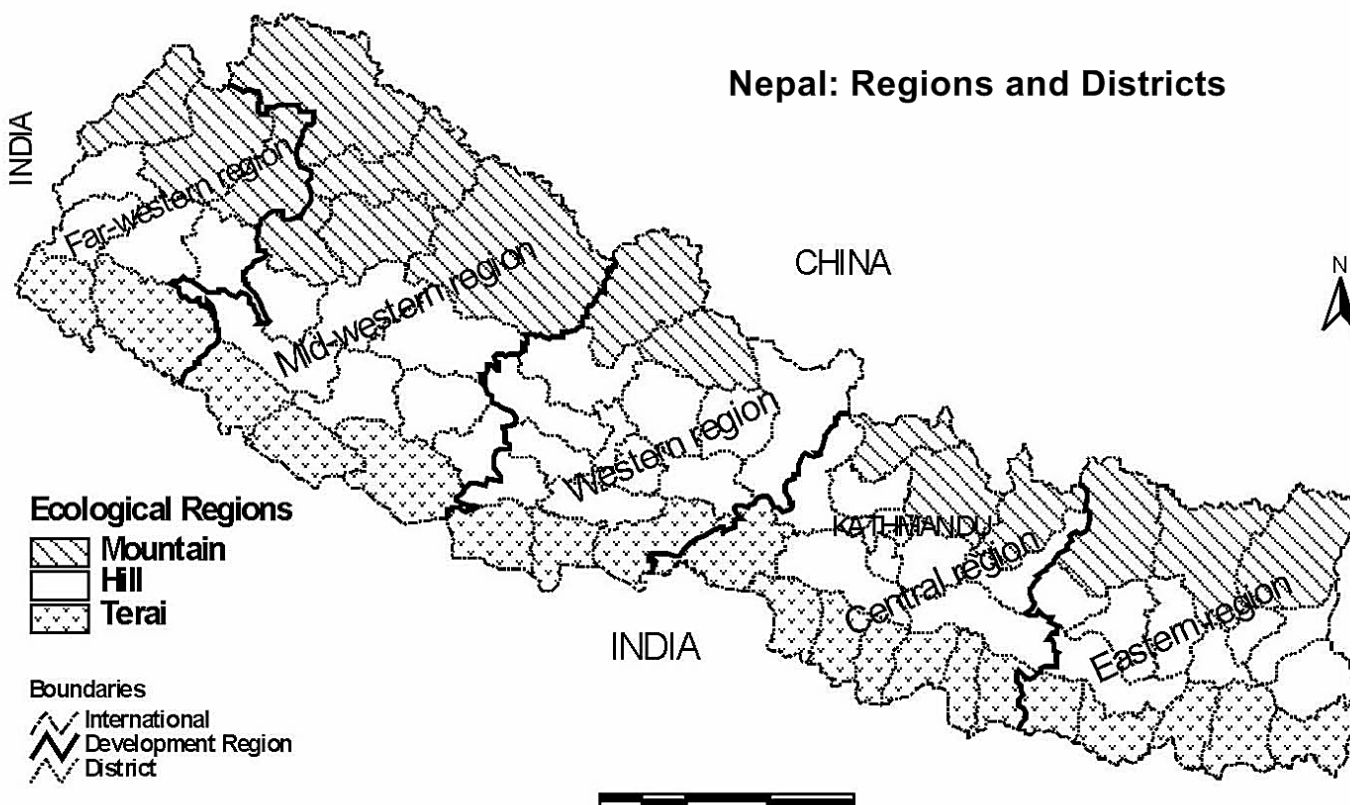 Nepal: Regions and Districts
INDIA
Far-western region
CHINA
N
Mid-western region
Western region
KATHMANDU
Central region
Eastern region
INDIA
Ecological Regions
Mountain
Hill
Terai
Boundaries
International
Development Region
District